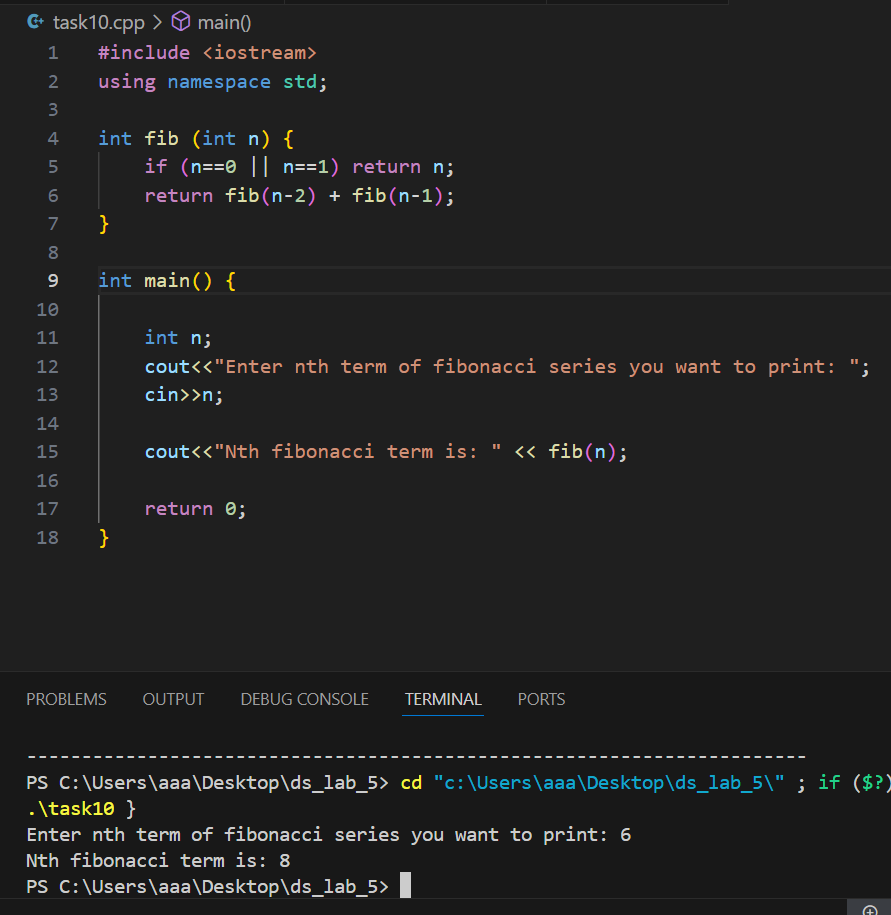 task10.cpp > main()
1 #include <iostream>
2 using namespace std;
3
4 int fib (int n) {
5     if (n==0 || n==1) return n;
6     return fib(n-2) + fib(n-1);
7 }
8
9 int main() {
10
11     int n;
12     cout<<"Enter nth term of fibonacci series you want to print: ";
13     cin>>n;
14
15     cout<<"Nth fibonacci term is: " << fib(n);
16
17     return 0;
18 }
PROBLEMS OUTPUT DEBUG CONSOLE TERMINAL PORTS
-----------------------------------------------------------------------
PS C:\Users\aaa\Desktop\ds_lab_5> cd "c:\Users\aaa\Desktop\ds_lab_5\" ; if ($?)
.\task10 }
Enter nth term of fibonacci series you want to print: 6
Nth fibonacci term is: 8
PS C:\Users\aaa\Desktop\ds_lab_5>